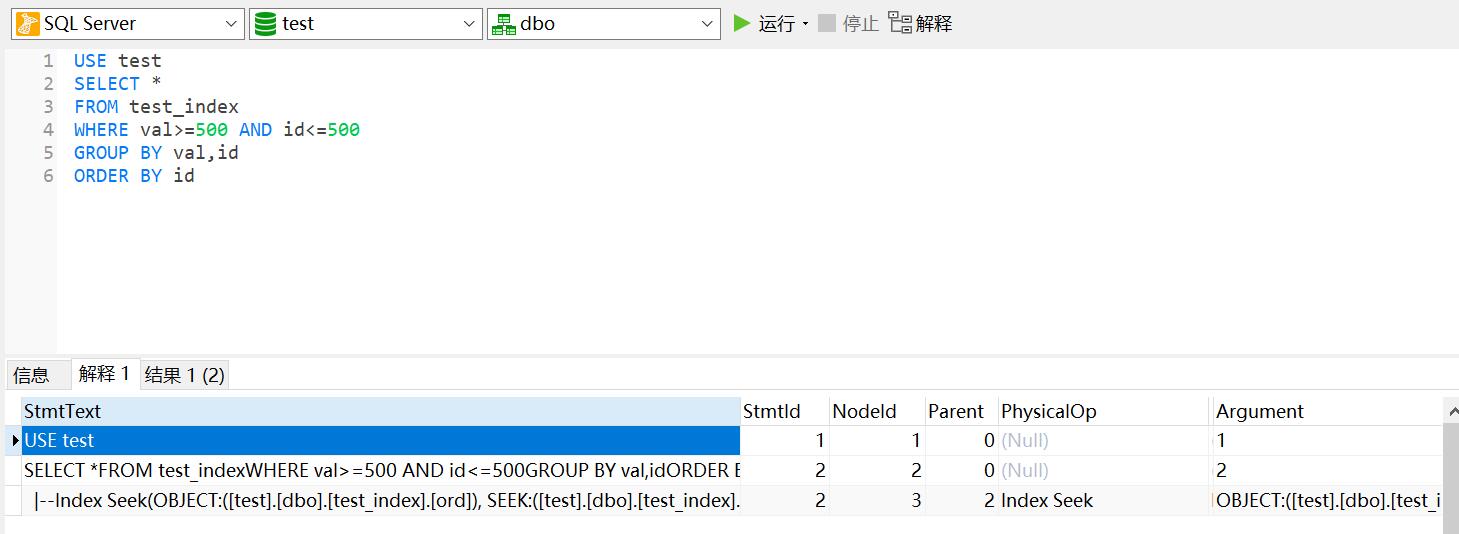 SQL Server test dbo 运行 停止 解释
1 USE test
2 SELECT *
3 FROM test_index
4 WHERE val>=500 AND id<=500
5 GROUP BY val,id
6 ORDER BY id
信息 解释 1 结果 1 (2)
StmtText StmtId NodeId Parent PhysicalOp Argument
USE test 1 1 0 (Null) 1
SELECT *FROM test_indexWHERE val>=500 AND id<=500GROUP BY val,idORDER 2 2 0 (Null) 2
|--Index Seek(OBJECT:([test].[dbo].[test_index].[ord]), SEEK:([test].[dbo].[test_index]. 2 3 2 Index Seek OBJECT:([test].[dbo].[test_i